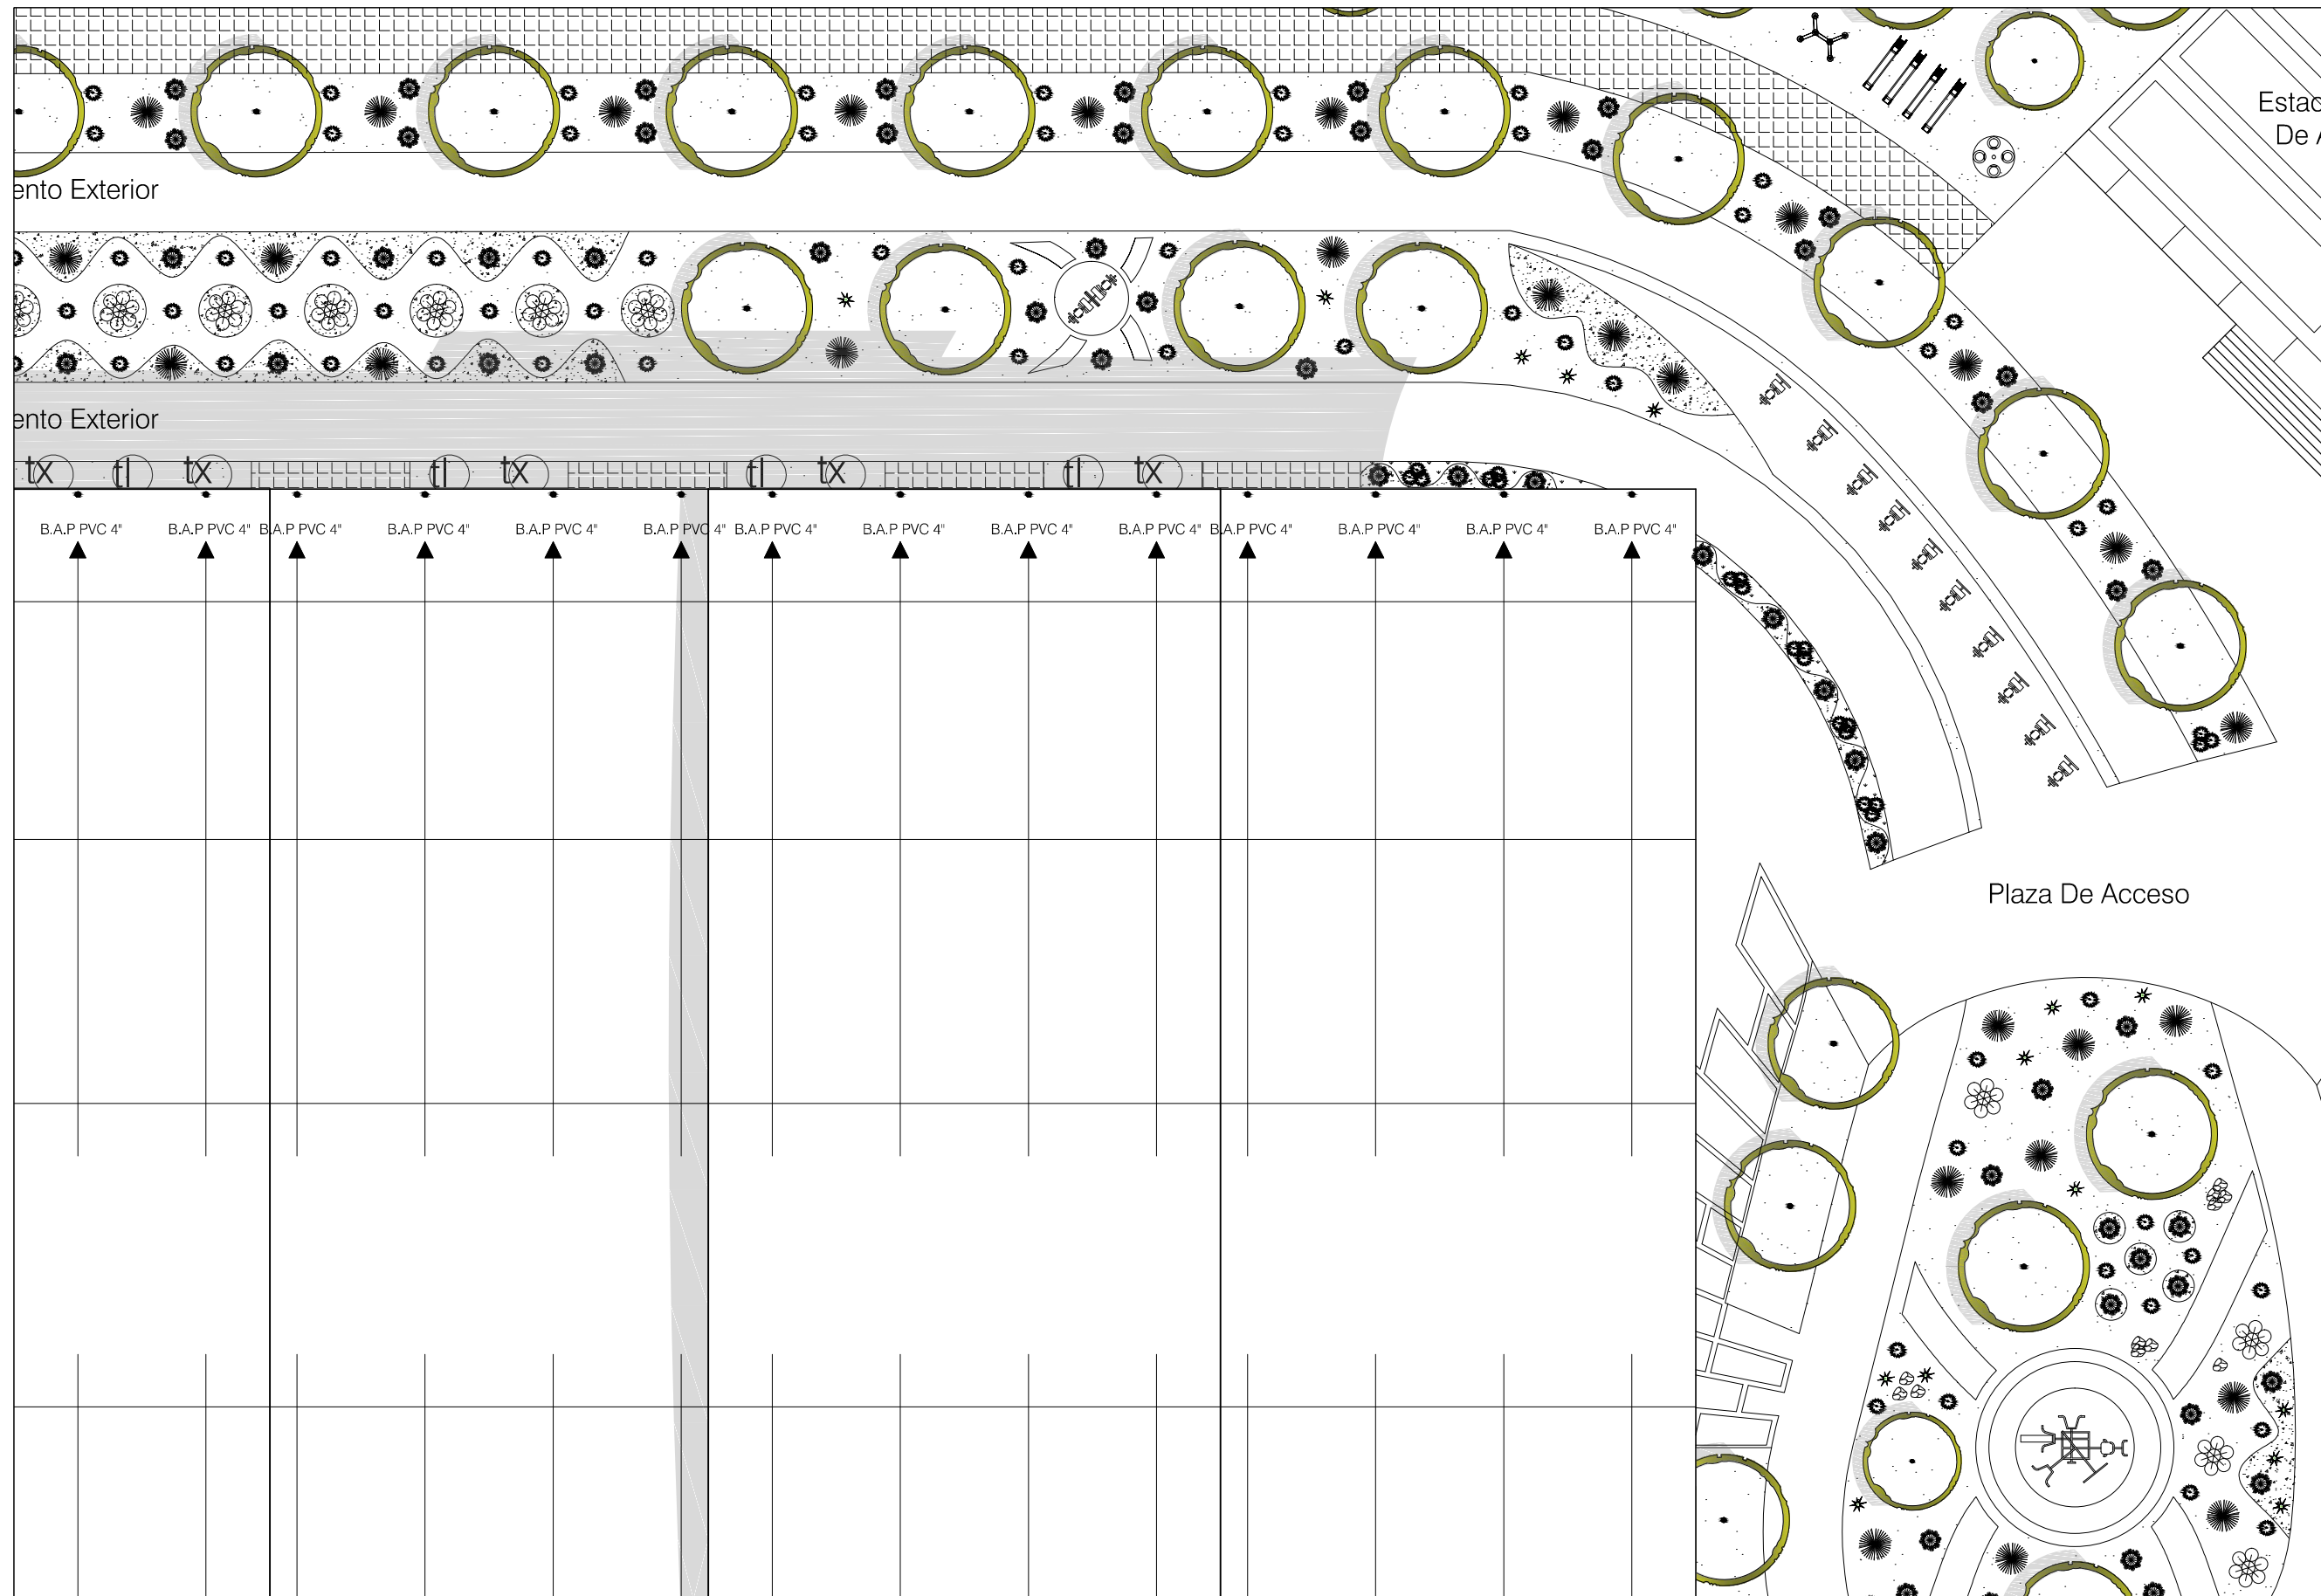 Estac
De A
ento Exterior
ento Exterior
tx tl tx tl tx tl tx tl tx
B.A.P PVC 4" B.A.P PVC 4" B.A.P PVC 4" B.A.P PVC 4" B.A.P PVC 4" B.A.P PVC 4" B.A.P PVC 4" B.A.P PVC 4" B.A.P PVC 4" B.A.P PVC 4" B.A.P PVC 4" B.A.P PVC 4" B.A.P PVC 4" B.A.P PVC 4"
Plaza De Acceso